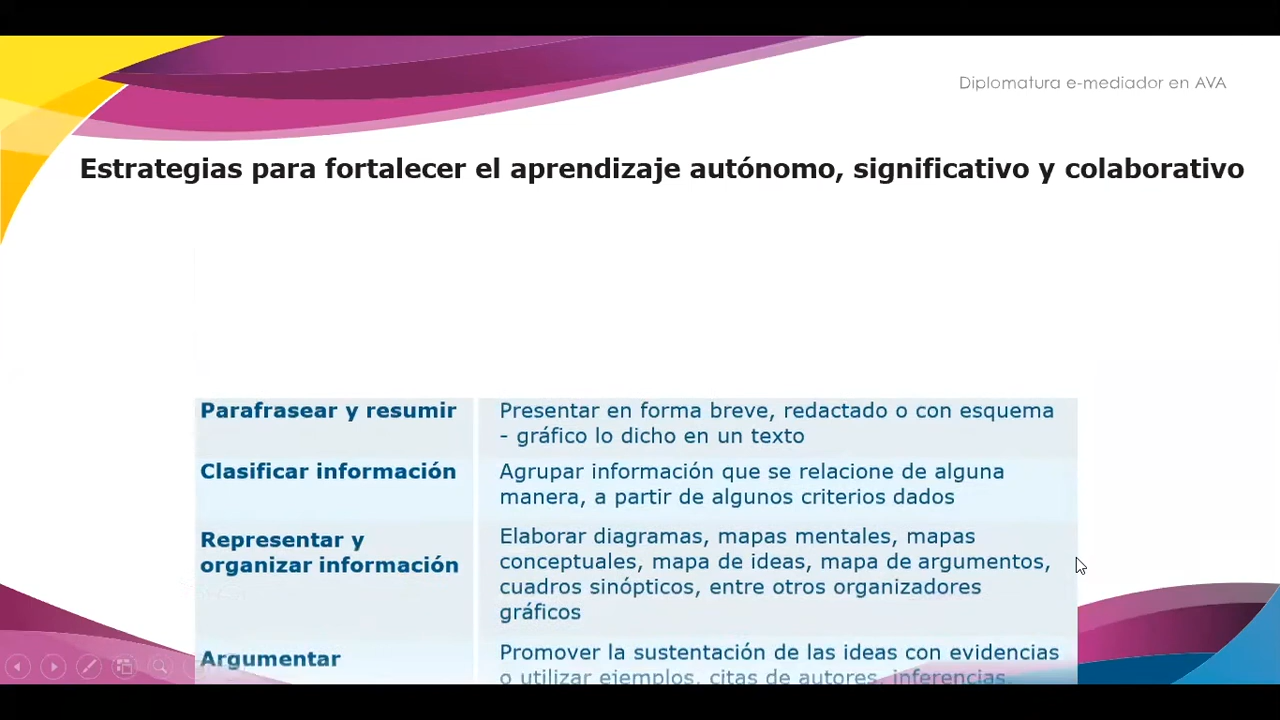 Diplomatura e-mediador en AVA
Estrategias para fortalecer el aprendizaje autónomo, significativo y colaborativo
Parafrasear y resumir
Presentar en forma breve, redactado o con esquema
- gráfico lo dicho en un texto
Clasificar información
Agrupar información que se relacione de alguna
manera, a partir de algunos criterios dados
Representar y
organizar información
Elaborar diagramas, mapas mentales, mapas
conceptuales, mapa de ideas, mapa de argumentos,
cuadros sinópticos, entre otros organizadores
gráficos
Argumentar
Promover la sustentación de las ideas con evidencias
o utilizar ejemplos, citas de autores, inferencias,